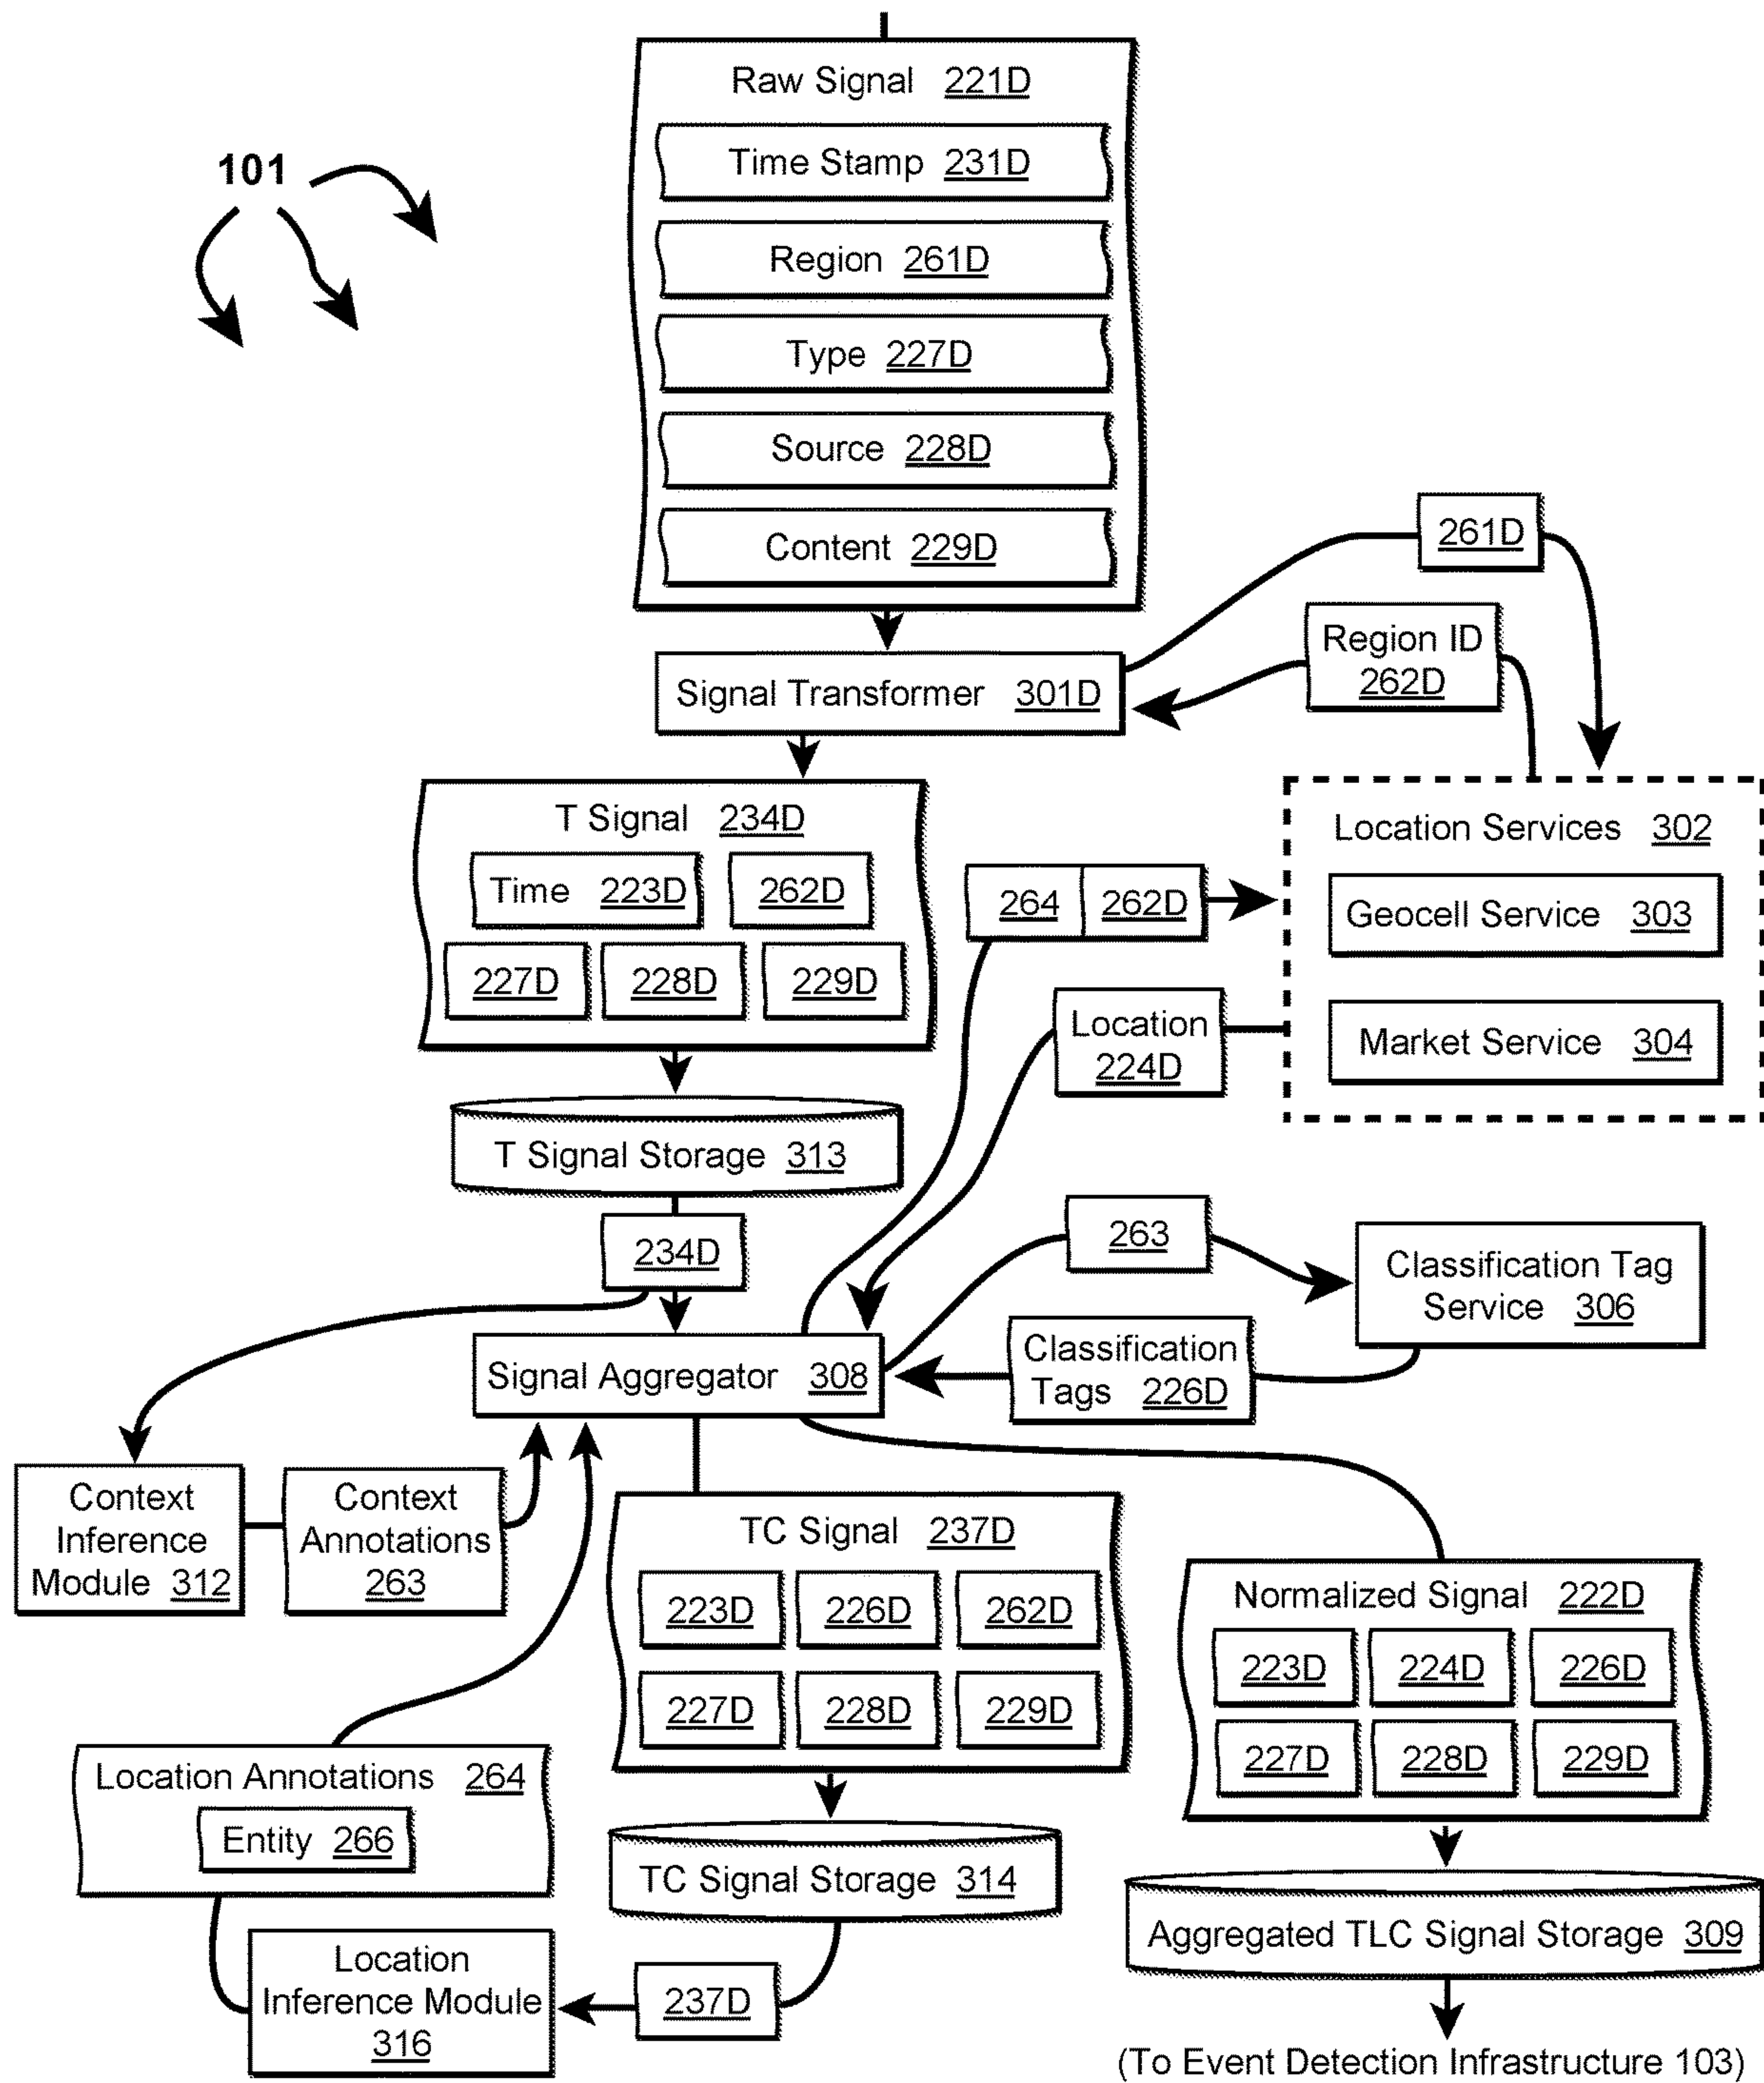 Raw Signal 221D
101
Time Stamp 231D
Region 261D
Type 227D
Source 228D
Content 229D
261D
Region ID
262D
Signal Transformer 301D
T Signal 234D
Time 223D 262D
227D 228D 229D
Location Services 302
Geocell Service 303
Market Service 304
264 262D
Location
224D
T Signal Storage 313
234D
263
Classification Tag
Service 306
Signal Aggregator 308
Classification
Tags 226D
Context
Inference
Module 312
Context
Annotations
263
TC Signal 237D
223D 226D 262D
227D 228D 229D
Normalized Signal 222D
223D 224D 226D
227D 228D 229D
Location Annotations 264
Entity 266
TC Signal Storage 314
Aggregated TLC Signal Storage 309
Location
Inference Module
316
237D
(To Event Detection Infrastructure 103)